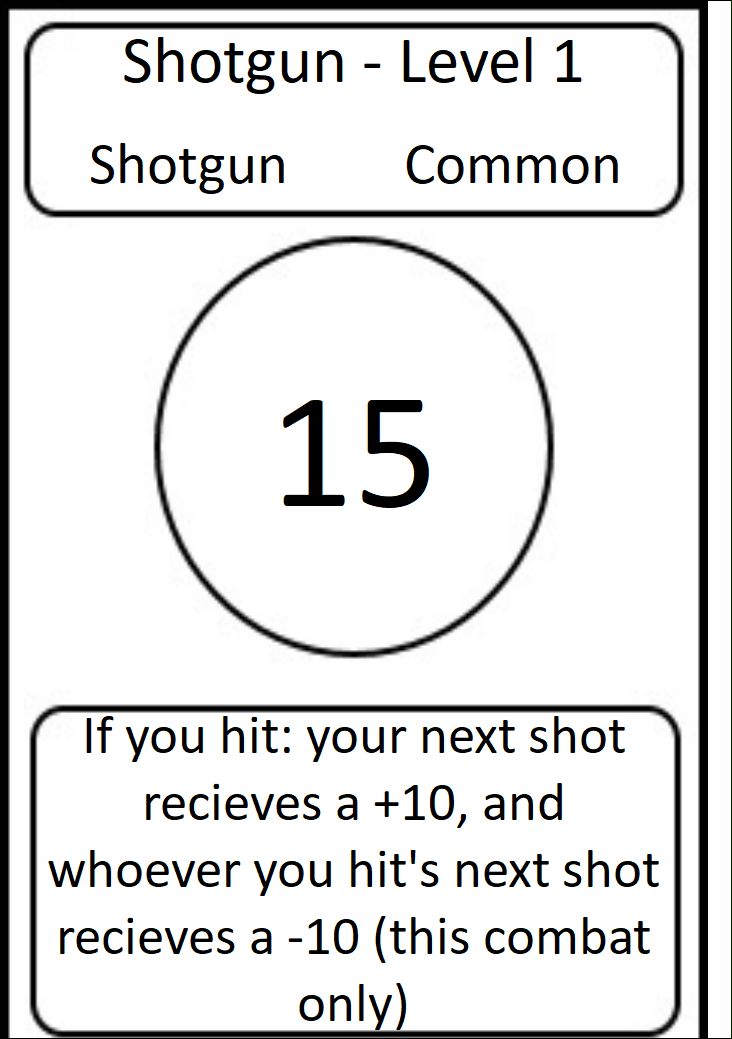 Shotgun - Level 1
Shotgun Common
15
If you hit: your next shot
recieves a +10, and
whoever you hit's next shot
recieves a -10 (this combat
only)